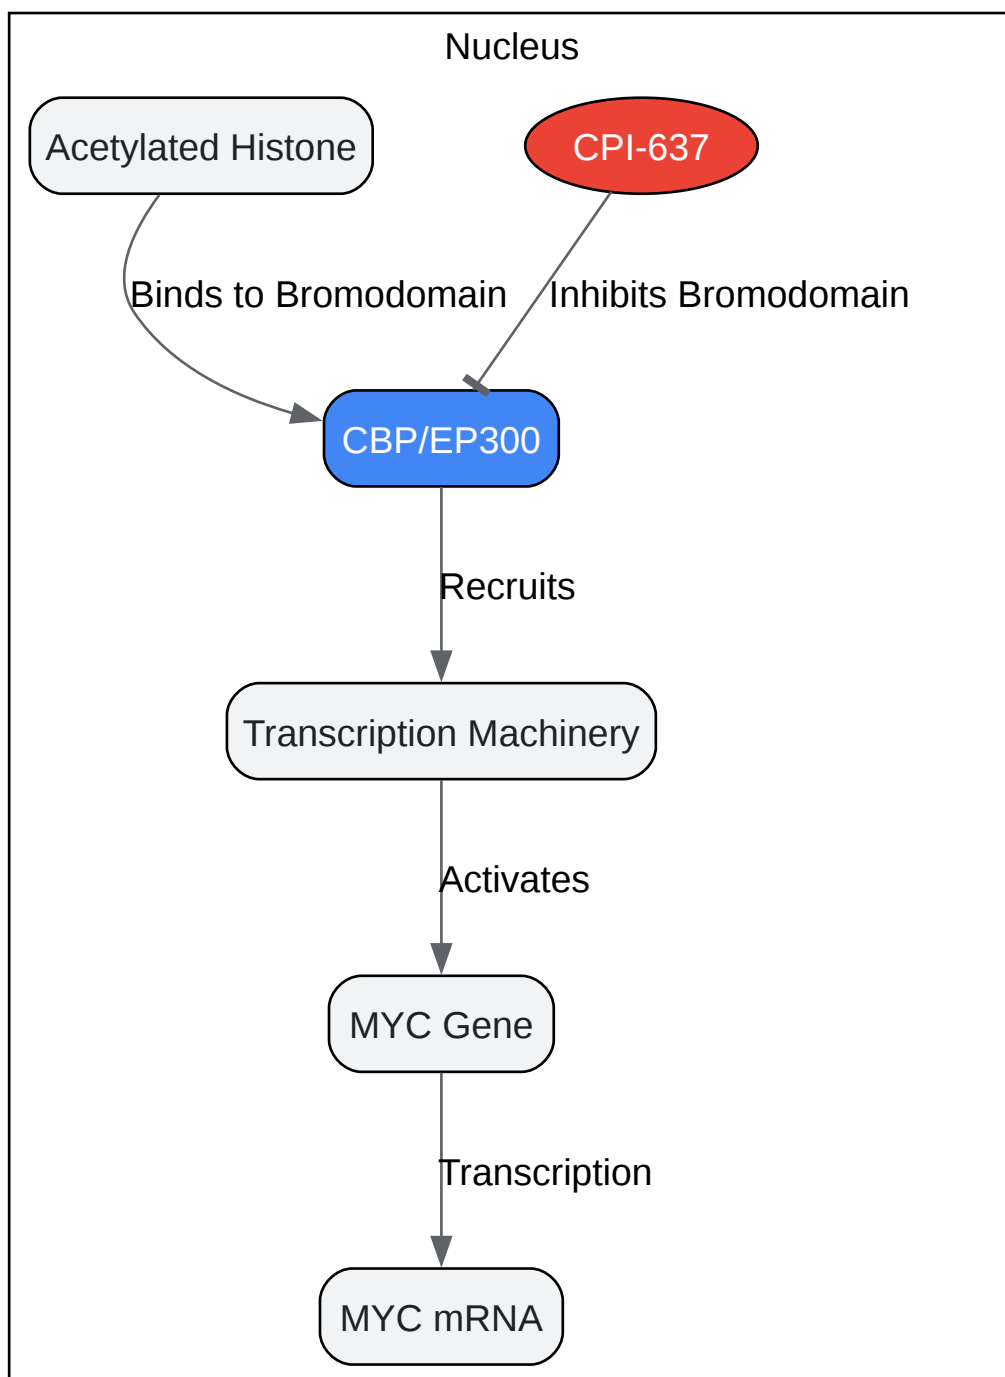 Nucleus
Acetylated Histone
CPI-637
Binds to Bromodomain
Inhibits Bromodomain
CBP/EP300
Recruits
Transcription Machinery
Activates
MYC Gene
Transcription
MYC mRNA